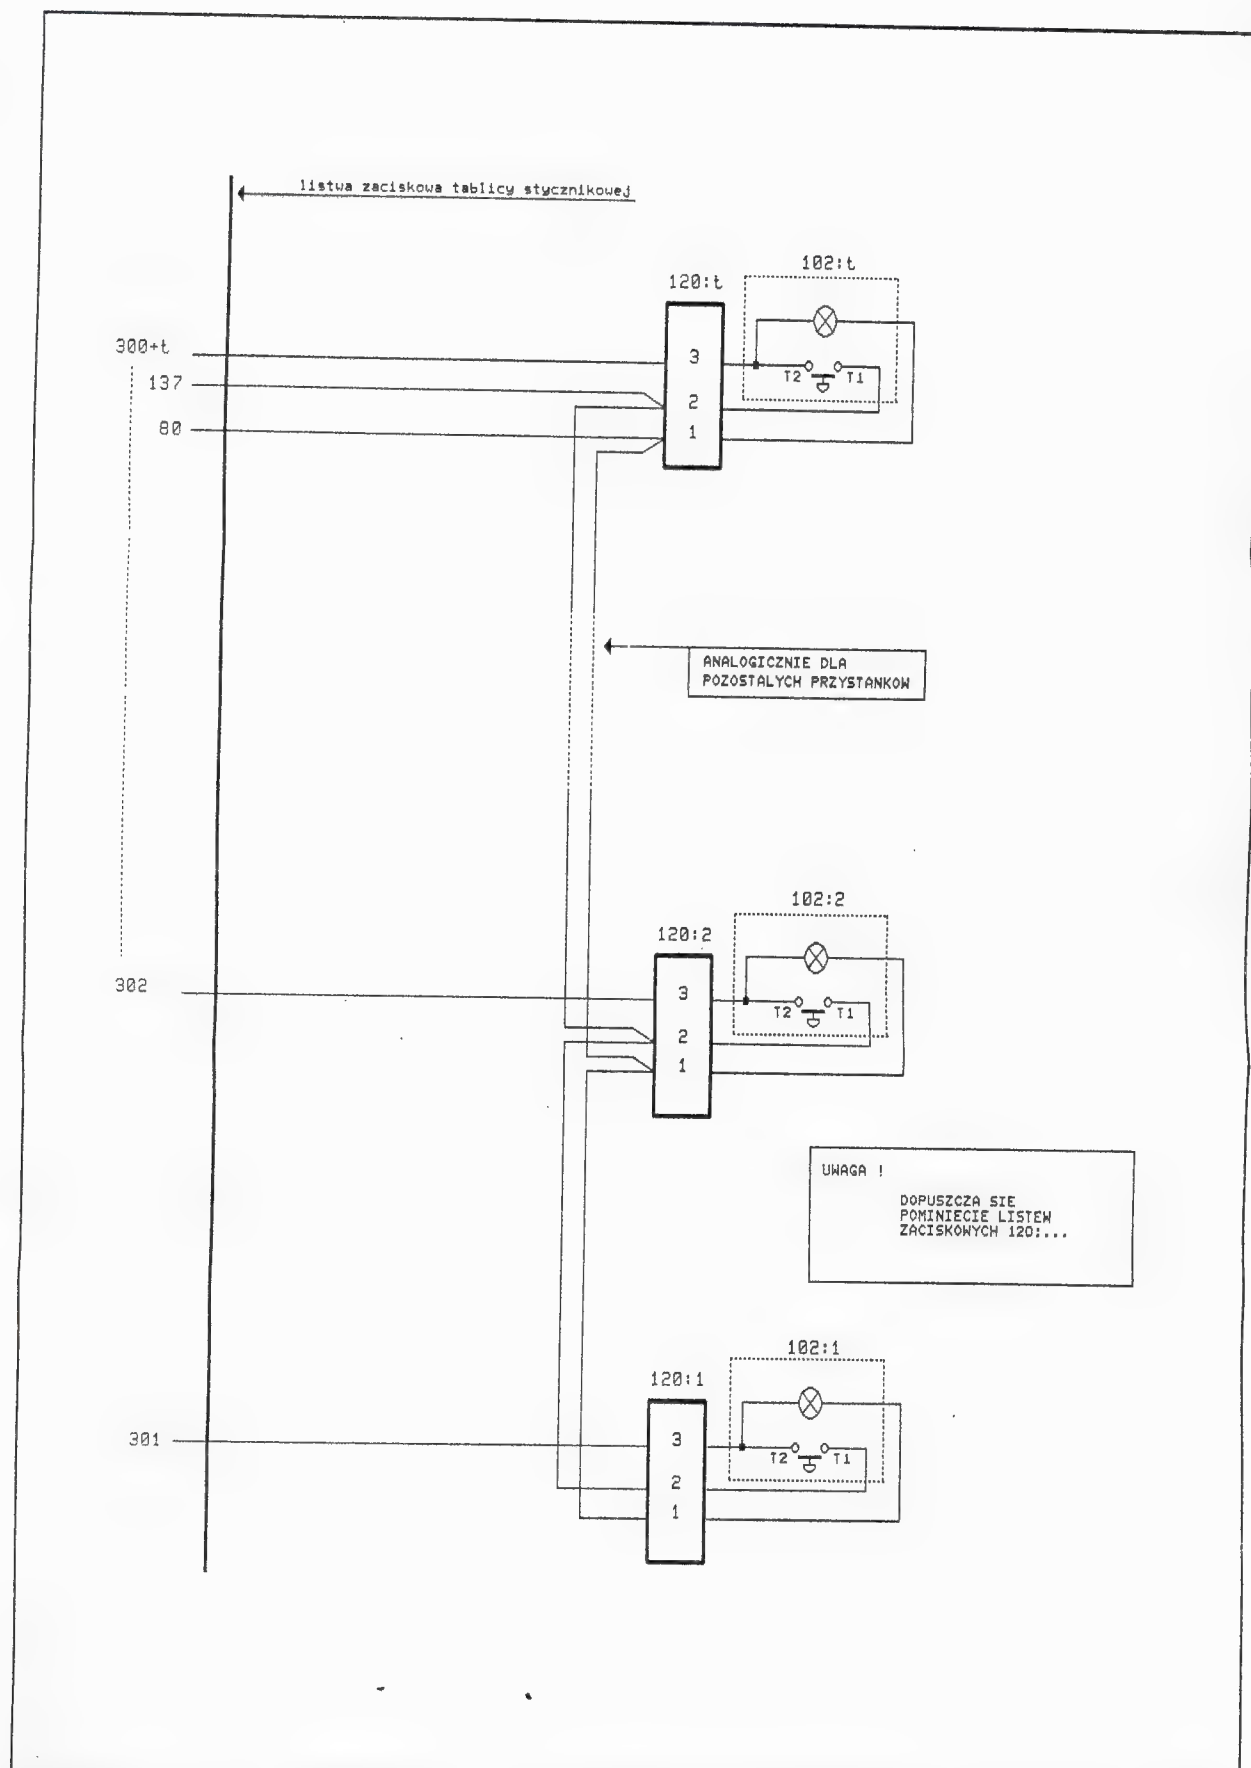 listwa zaciskowa tablicy stycznikowej
102:t
120:t
300+t
3
T2 T1
137
2
80
1
ANALOGICZNIE DLA
POZOSTALYCH PRZYSTANKOW
102:2
120:2
302
3
T2 T1
2
1
UWAGA !
DOPUSZCZA SIE
POMINIECIE LISTEW
ZACISKOWYCH 120:...
102:1
120:1
301
3
T2 T1
2
1